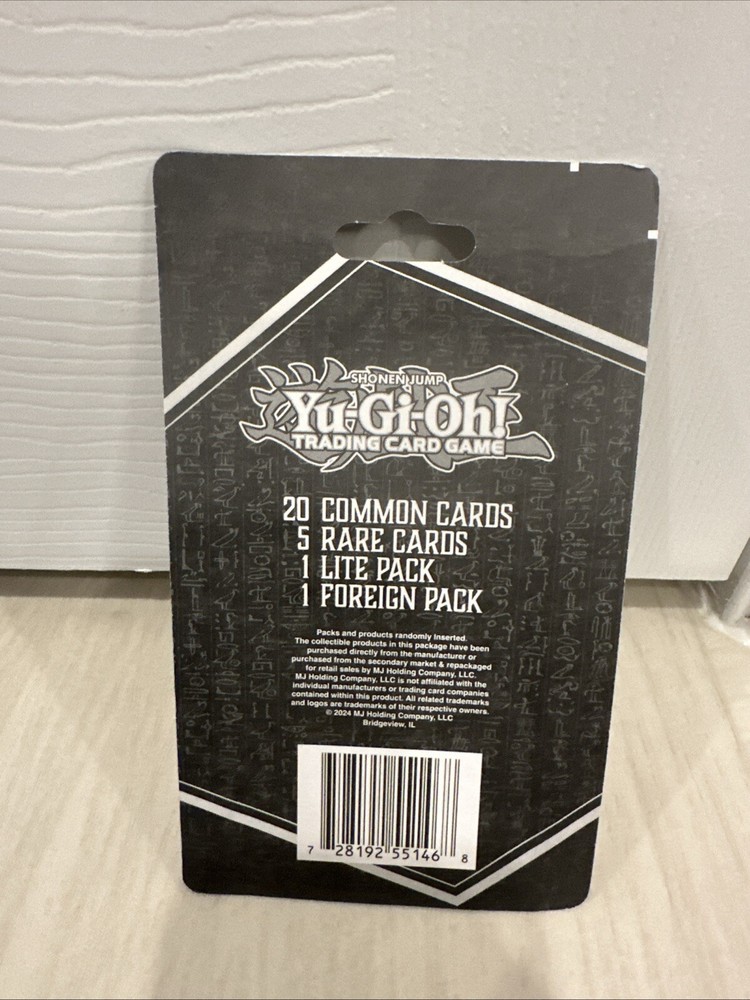 SHONEN JUMP
Yu-Gi-Oh!
TRADING CARD GAME
20 COMMON CARDS
5 RARE CARDS
1 LITE PACK
1 FOREIGN PACK
Packs and products randomly inserted.
The collectible products in this package have been
purchased directly from the manufacturer or
purchased from the secondary market & repackaged
for retail sales by MJ Holding Company, LLC.
MJ Holding Company, LLC is not affiliated with the
individual manufacturers or trading card companies
contained within this product. All related trademarks
and logos are trademarks of their respective owners.
© 2024 MJ Holding Company, LLC
Bridgeview, IL
7 28192 55146 8